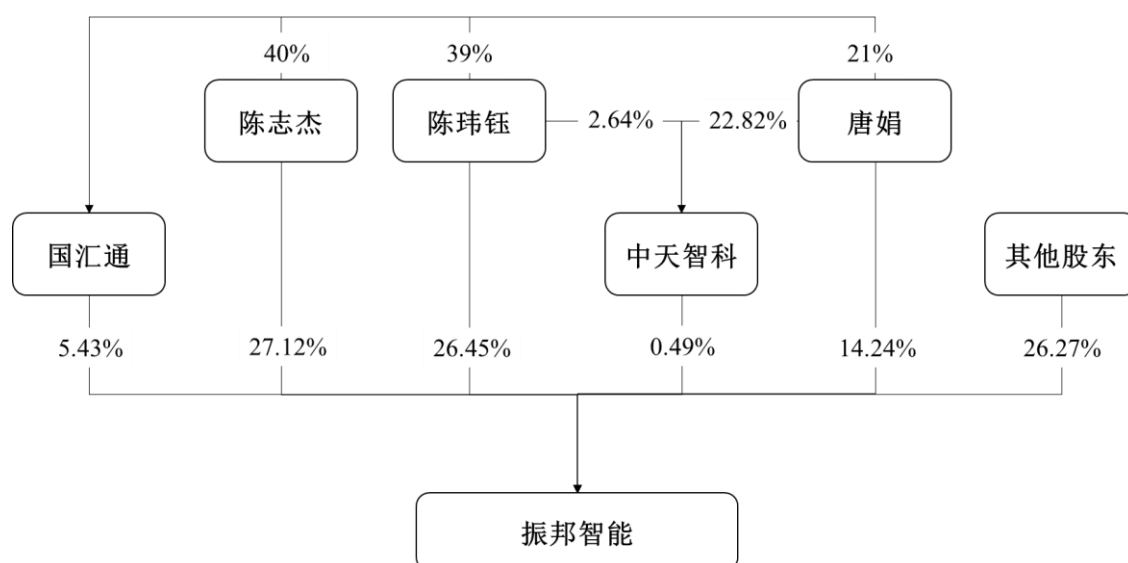 40%
39%
21%
陈志杰
陈玮钰
2.64%
22.82%
唐娟
国汇通
中天智科
其他股东
5.43%
27.12%
26.45%
0.49%
14.24%
26.27%
振邦智能